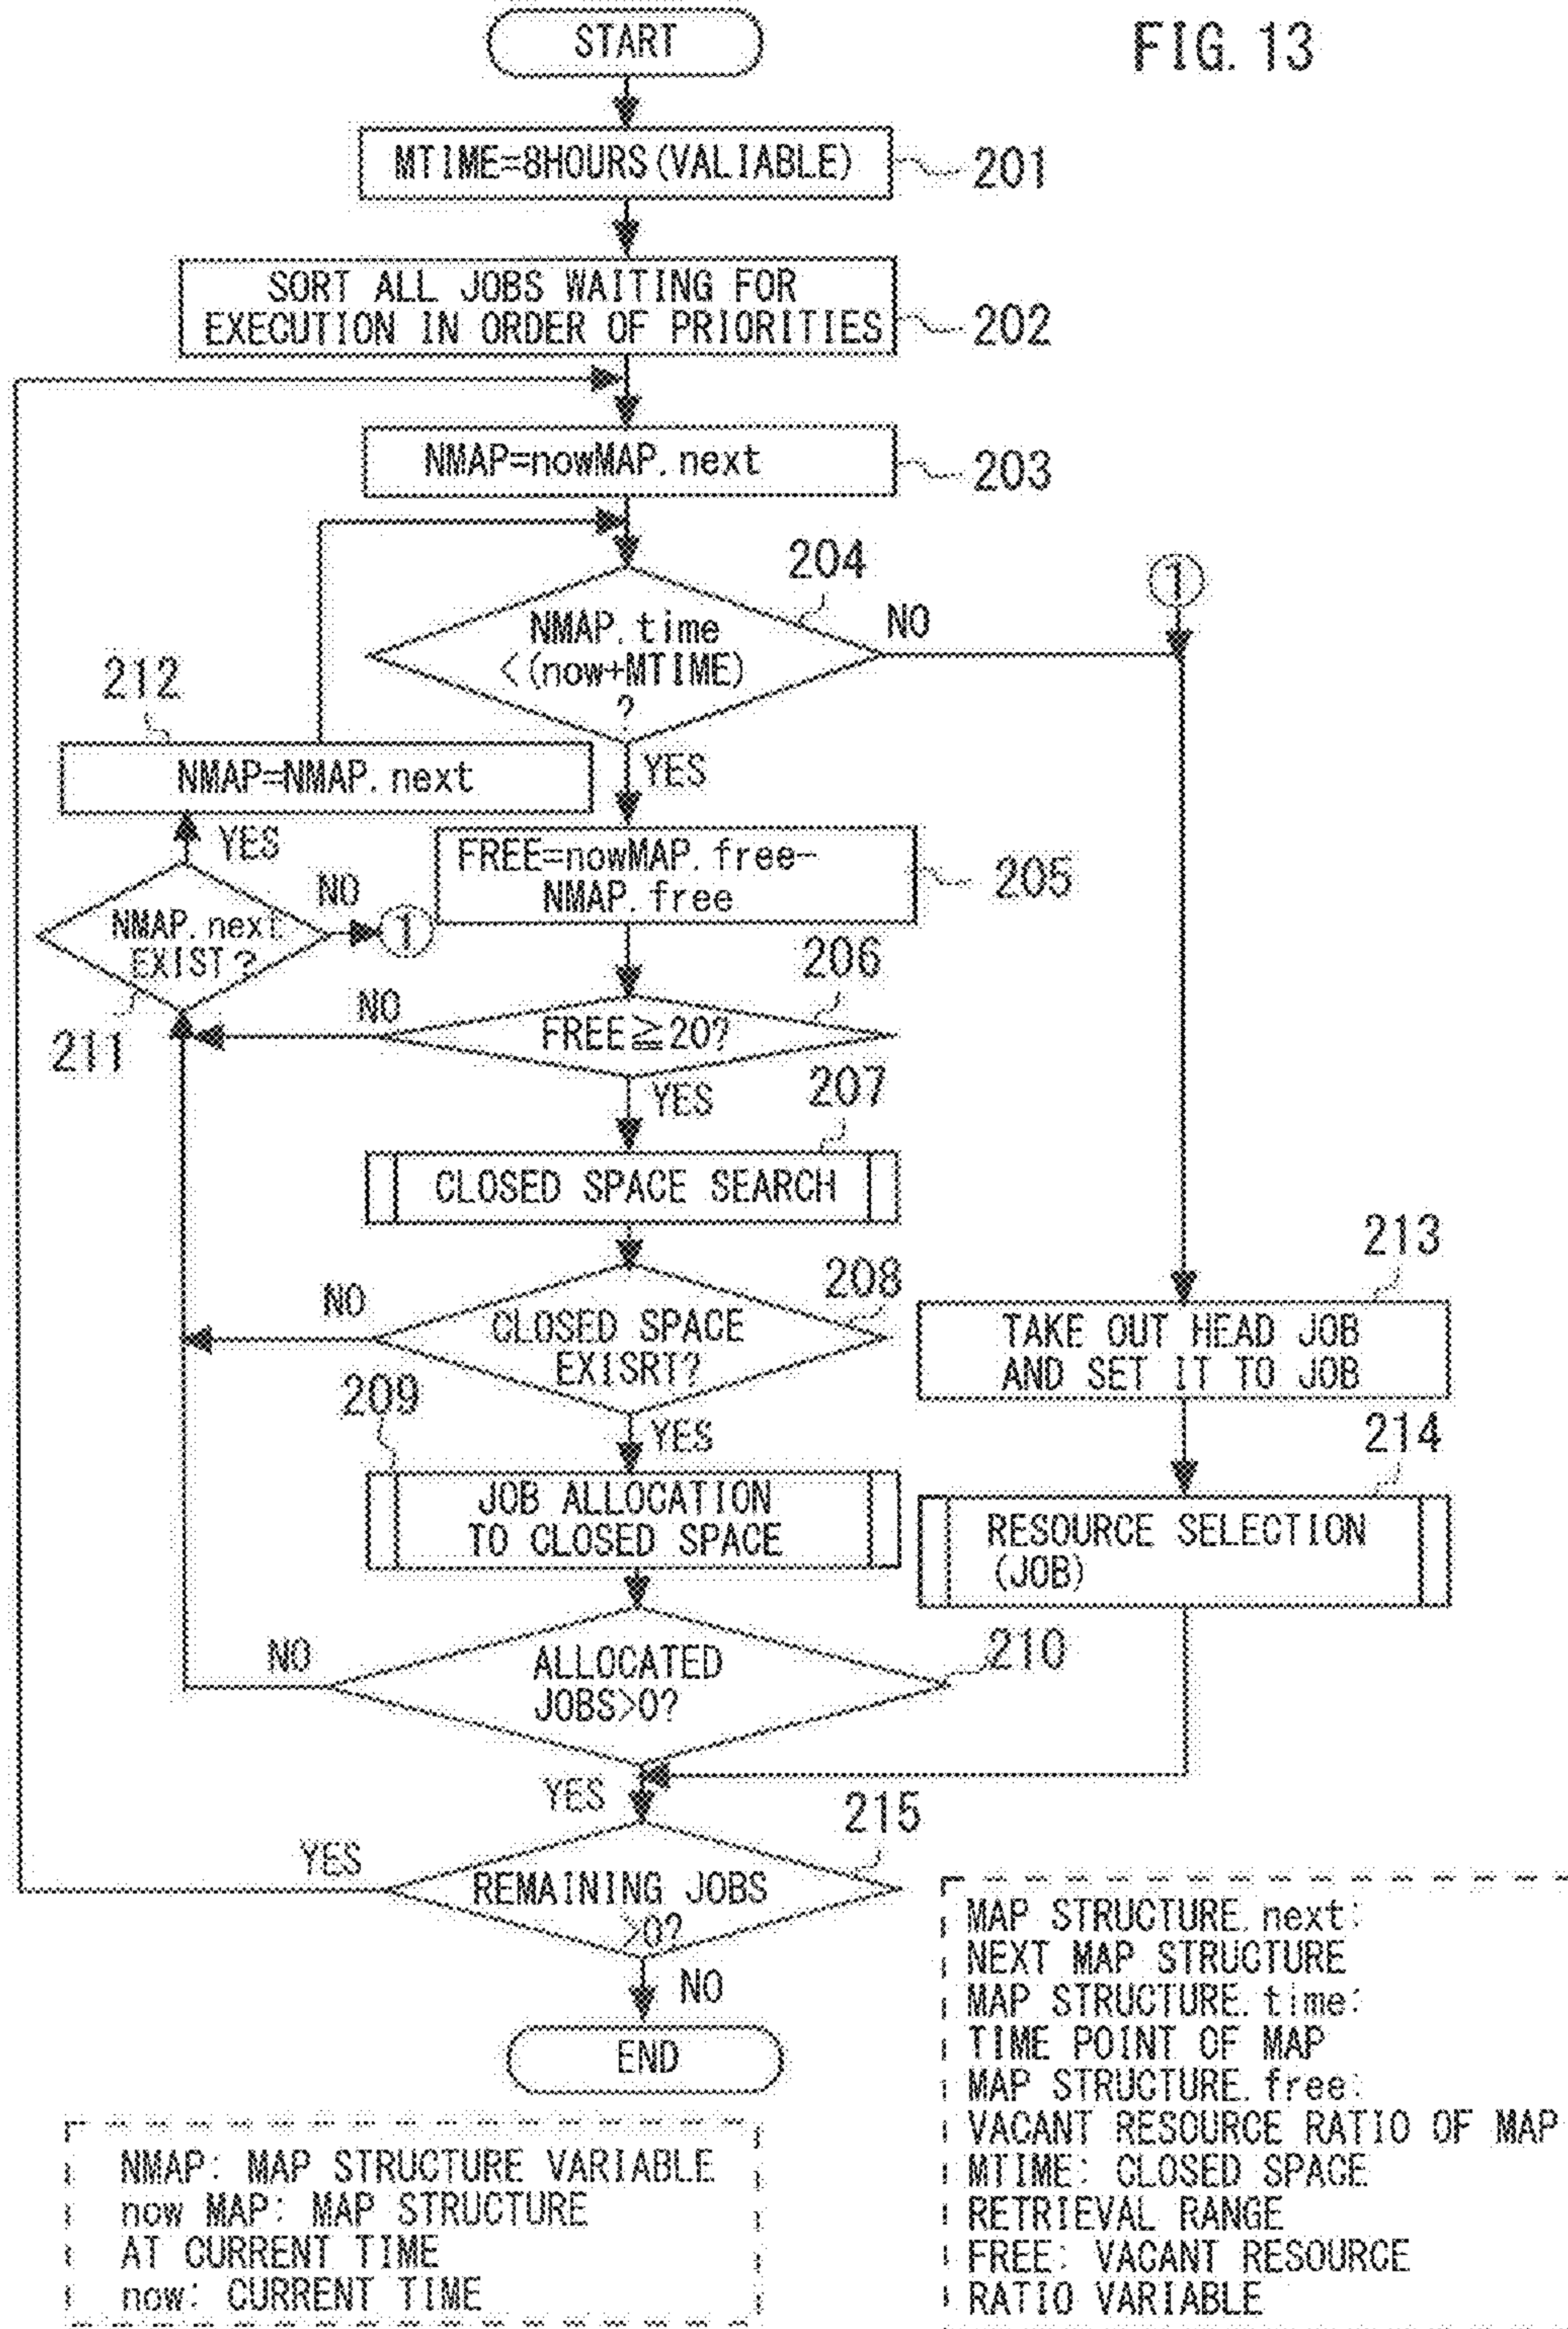 FIG. 13
START
MTIME=8HOURS(VALIABLE)
201
SORT ALL JOBS WAITING FOR
EXECUTION IN ORDER OF PRIORITIES
202
NMAP=nowMAP.next
203
204
NMAP.time
<(now+MTIME)
?
NO
1
YES
212
NMAP=NMAP.next
YES
FREE=nowMAP.free-
NMAP.free
205
NMAP.next
EXIST?
NO
1
211
206
FREE≧20?
NO
YES
207
CLOSED SPACE SEARCH
208
CLOSED SPACE
EXISRT?
NO
YES
213
TAKE OUT HEAD JOB
AND SET IT TO JOB
209
JOB ALLOCATION
TO CLOSED SPACE
214
RESOURCE SELECTION
(JOB)
210
ALLOCATED
JOBS>0?
NO
YES
215
REMAINING JOBS
>0?
YES
NO
END
NMAP: MAP STRUCTURE VARIABLE
now MAP: MAP STRUCTURE
AT CURRENT TIME
now: CURRENT TIME
MAP STRUCTURE.next:
NEXT MAP STRUCTURE
MAP STRUCTURE.time:
TIME POINT OF MAP
MAP STRUCTURE.free:
VACANT RESOURCE RATIO OF MAP
MTIME: CLOSED SPACE
RETRIEVAL RANGE
FREE: VACANT RESOURCE
RATIO VARIABLE